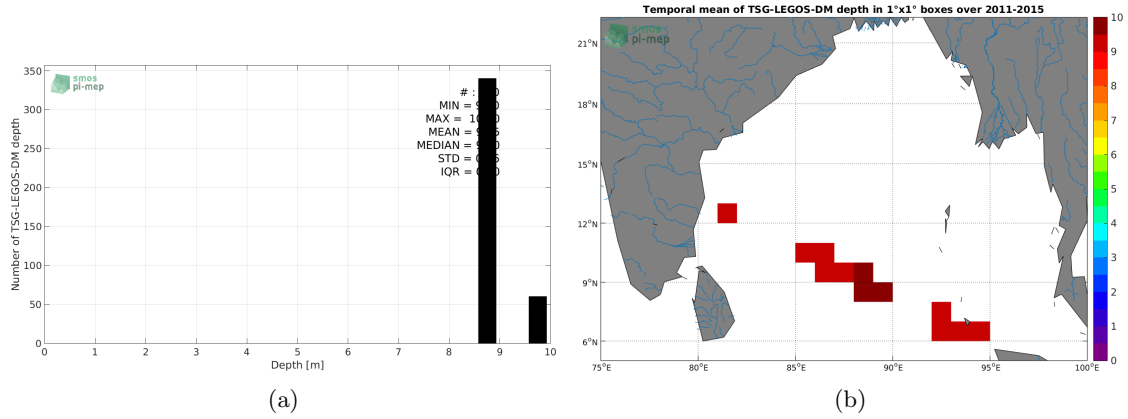 smos
pi-mep
# :
MIN =
MAX =
MEAN =
MEDIAN =
STD =
IQR =
350
300
250
200
150
100
50
0
Number of TSG-LEGOS-DM depth
0 1 2 3 4 5 6 7 8 9 10
Depth [m]
(a)
Temporal mean of TSG-LEGOS-DM depth in 1°x1° boxes over 2011-2015
smos
pi-mep
21°N
18°N
15°N
12°N
9°N
6°N
75°E 80°E 85°E 90°E 95°E 100°E
10
9
8
7
6
5
4
3
2
1
0
(b)